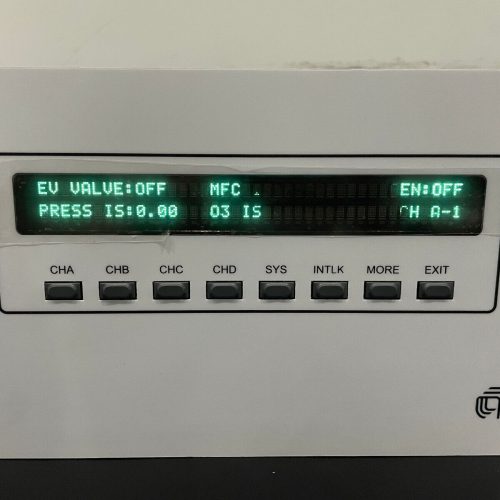 EV VALVE:OFF MFC . EN:OFF
PRESS IS:0.00 O3 IS CH A-1
CHA CHB CHC CHD SYS INTLK MORE EXIT